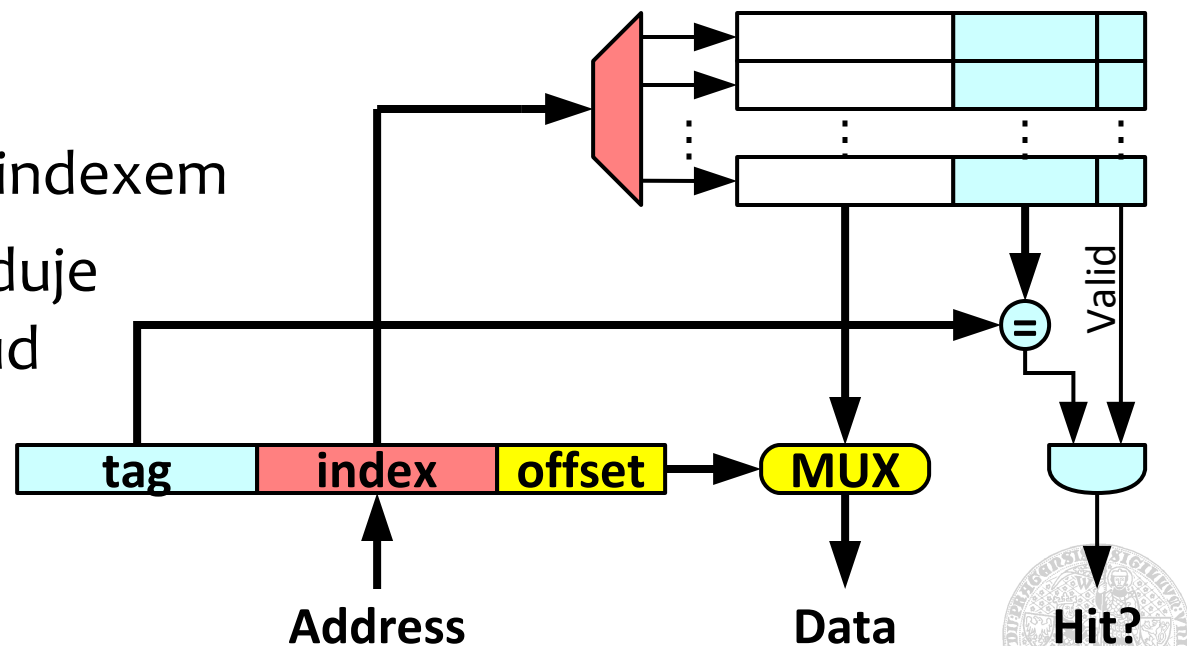 indexem
duje
ud
Valid
=
tag index offset MUX
Address Data Hit?